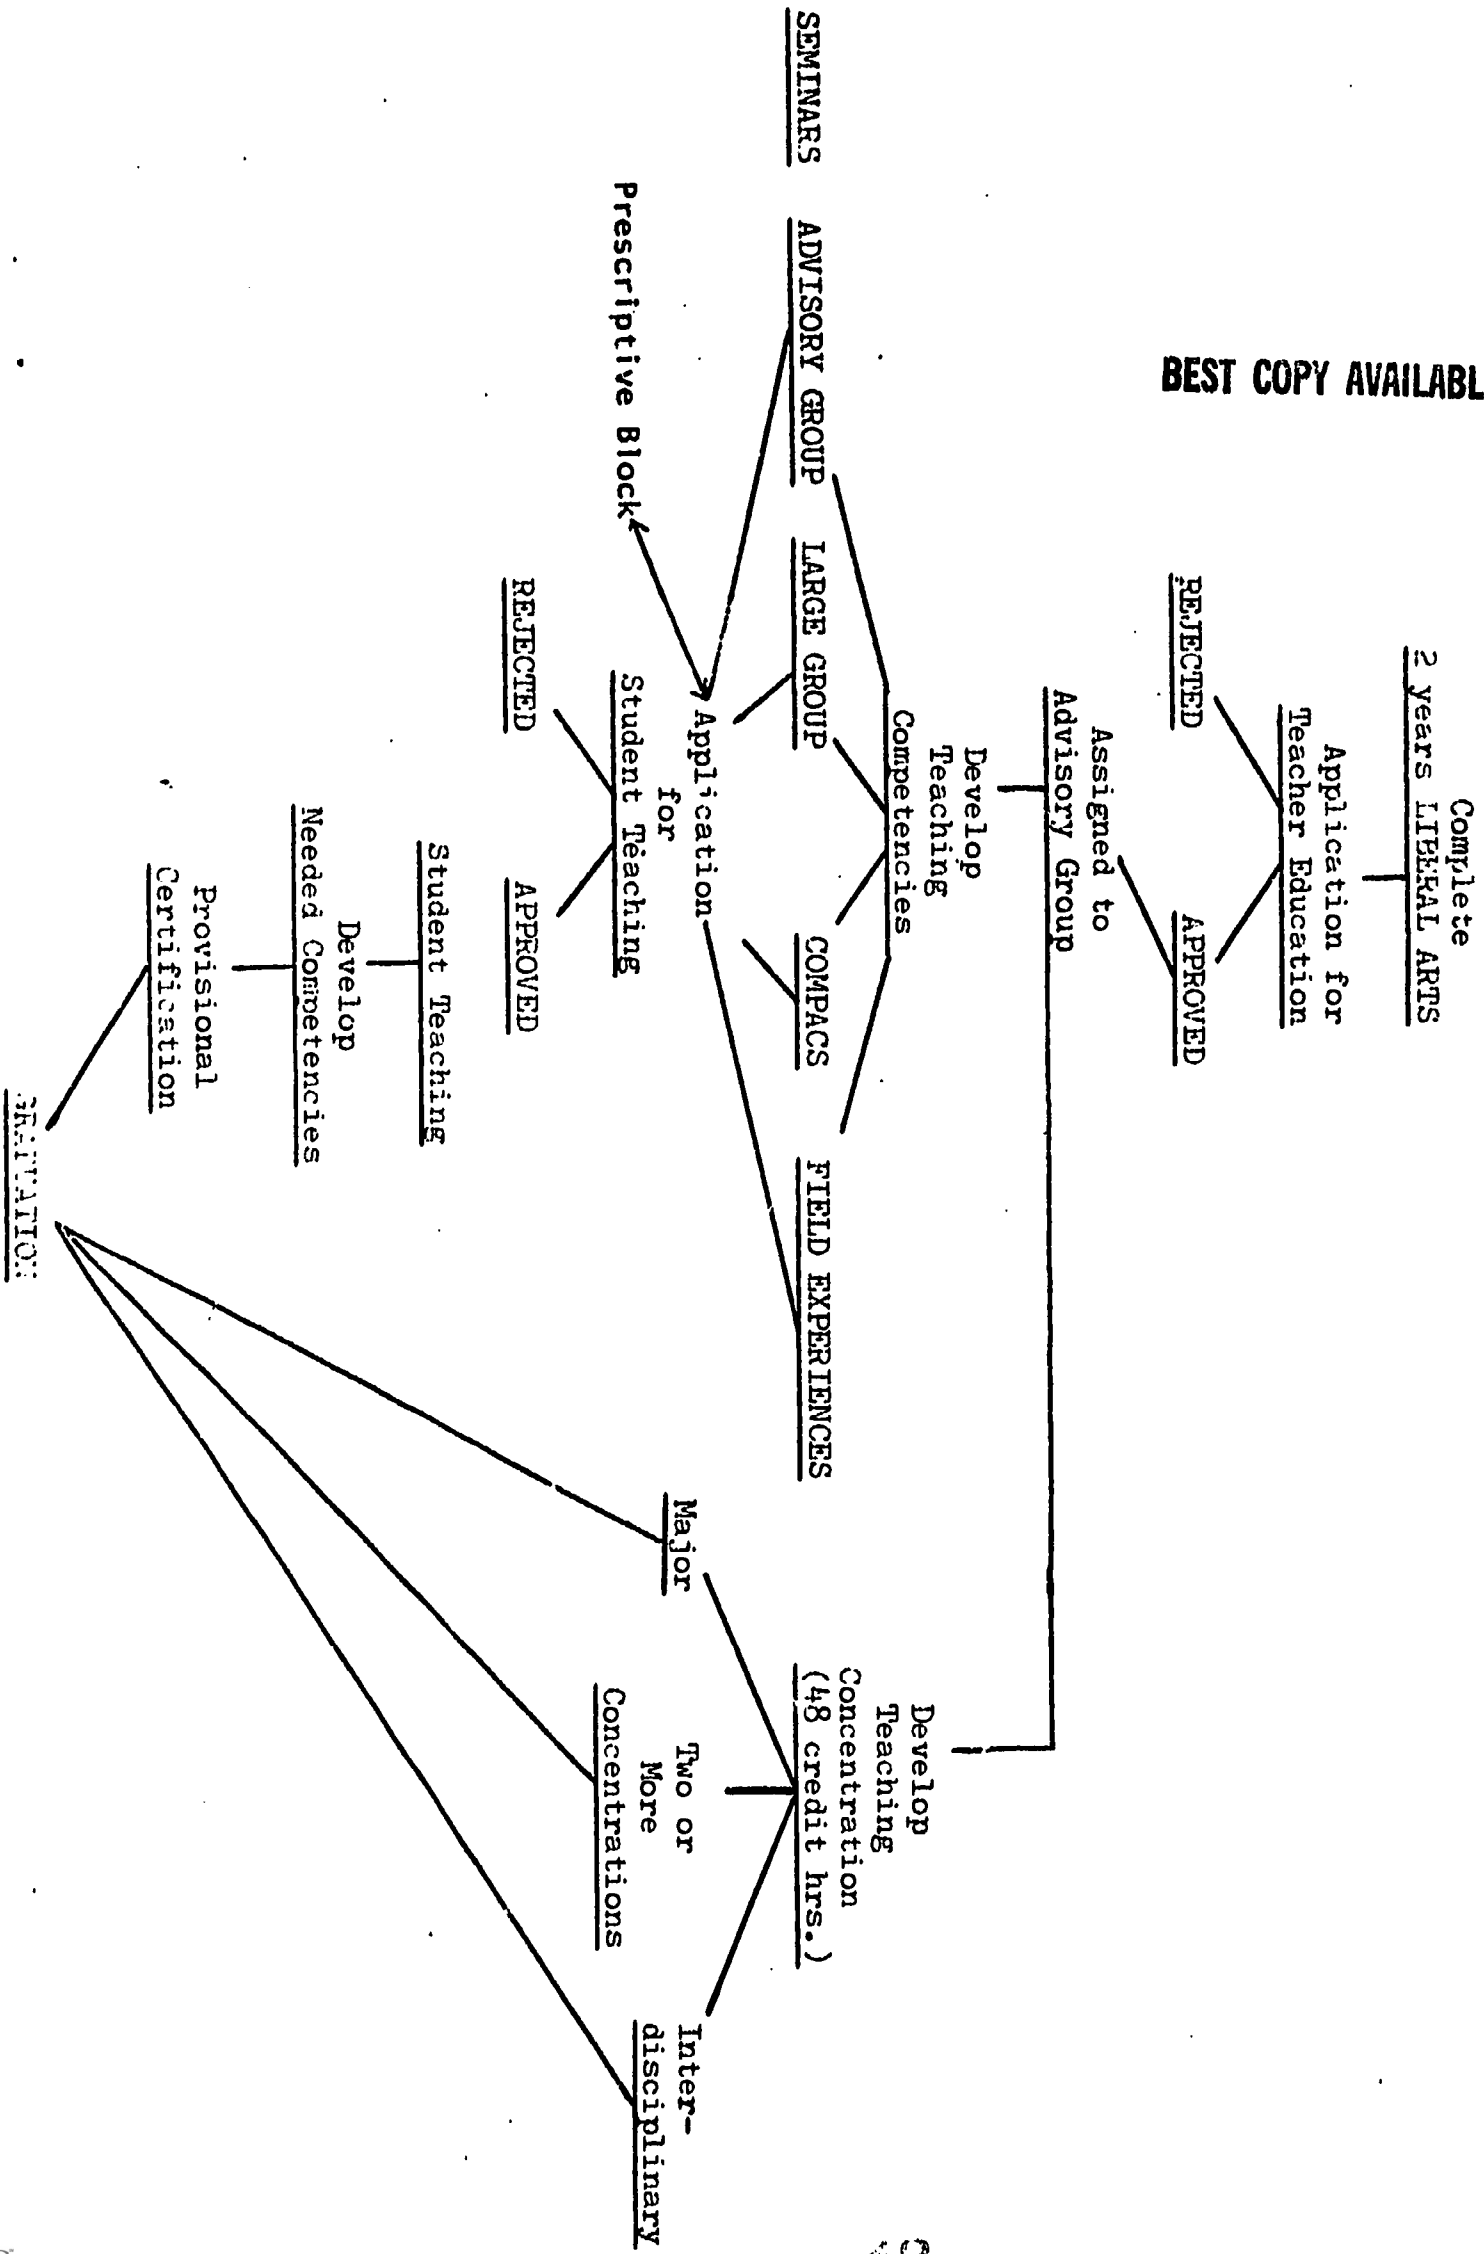 BEST COPY AVAILABL
Complete
2 years LIBERAL ARTS
Application for
Teacher Education
REJECTED
APPROVED
Assigned to
Advisory Group
Develop
Teaching
Competencies
Develop
Teaching
Concentration
(48 credit hrs.)
SEMINARS
ADVISORY GROUP
LARGE GROUP
COMPACS
FIELD EXPERIENCES
Prescriptive Block
Application
for
Student Teaching
Major
Two or
More
Concentrations
Inter-
disciplinary
REJECTED
APPROVED
Student Teaching
Develop
Needed Competencies
Provisional
Certification